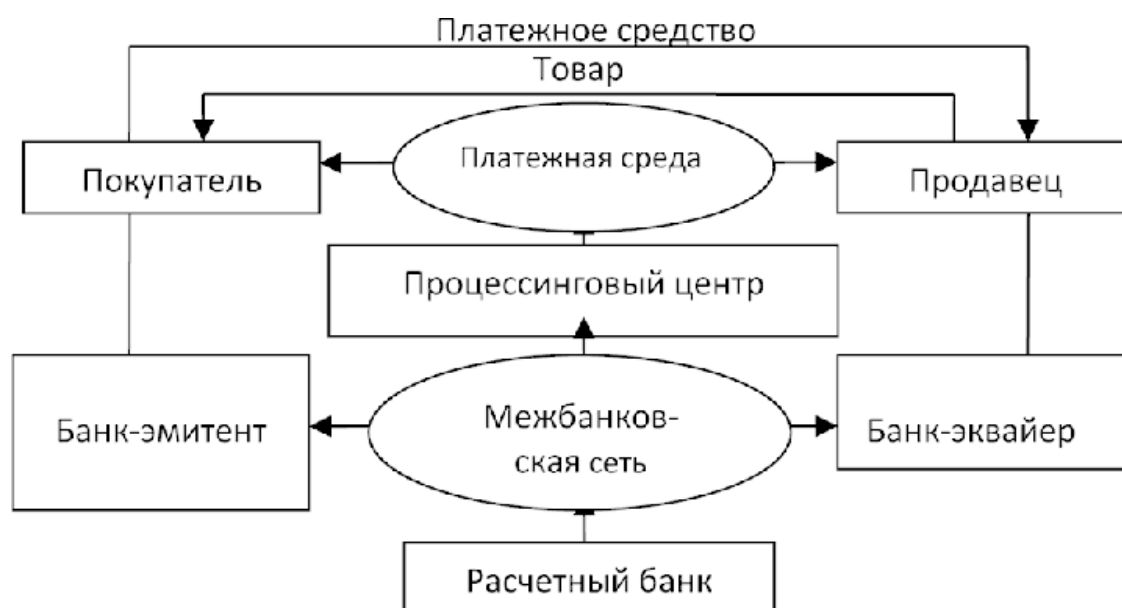 Платежное средство
Товар
Покупатель
Платежная среда
Продавец
Процессинговый центр
Банк-эмитент
Межбанков-
ская сеть
Банк-эквайер
Расчетный банк